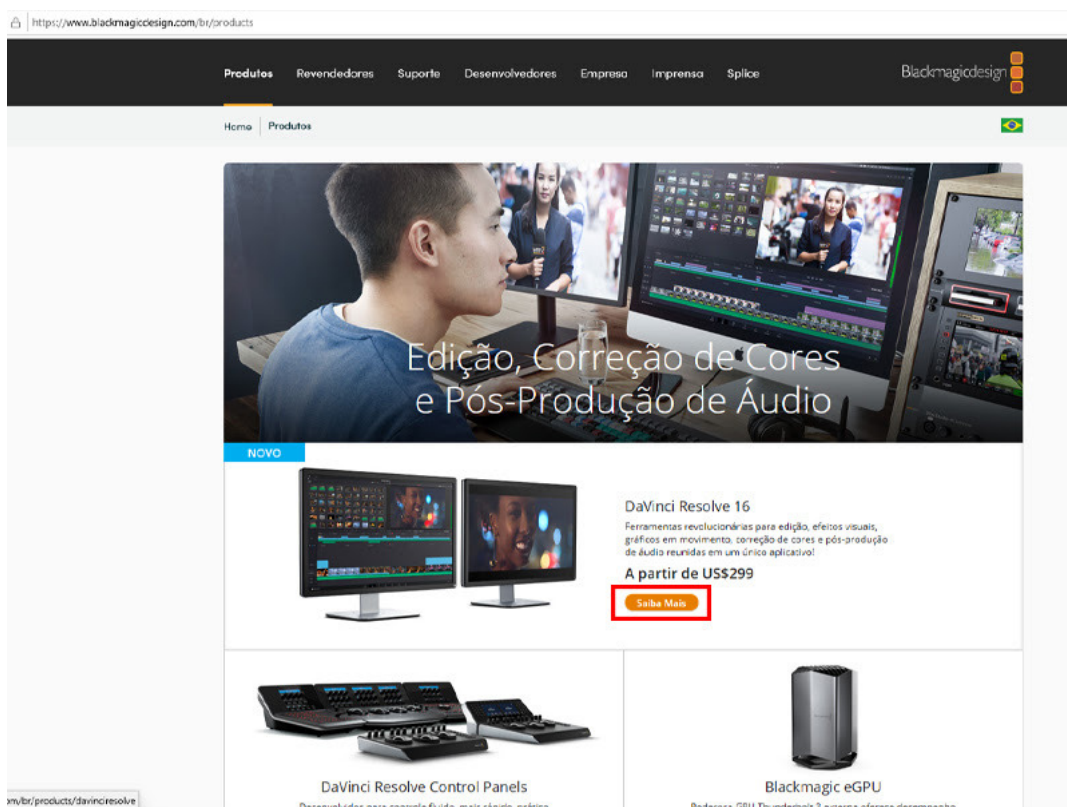 https://www.blackmagicdesign.com/br/products
Produtos Revendedores Suporte Desenvolvedores Empresa Imprensa Splice Blackmagicdesign
Home Produtos
Edição, Correção de Cores
e Pós-Produção de Áudio
NOVO
DaVinci Resolve 16
Ferramentas revolucionárias para edição, efeitos visuais,
gráficos em movimento, correção de cores e pós-produção
de áudio reunidas em um único aplicativo!
A partir de US$299
Saiba Mais
DaVinci Resolve Control Panels
Blackmagic eGPU
om/br/products/davinciresolve